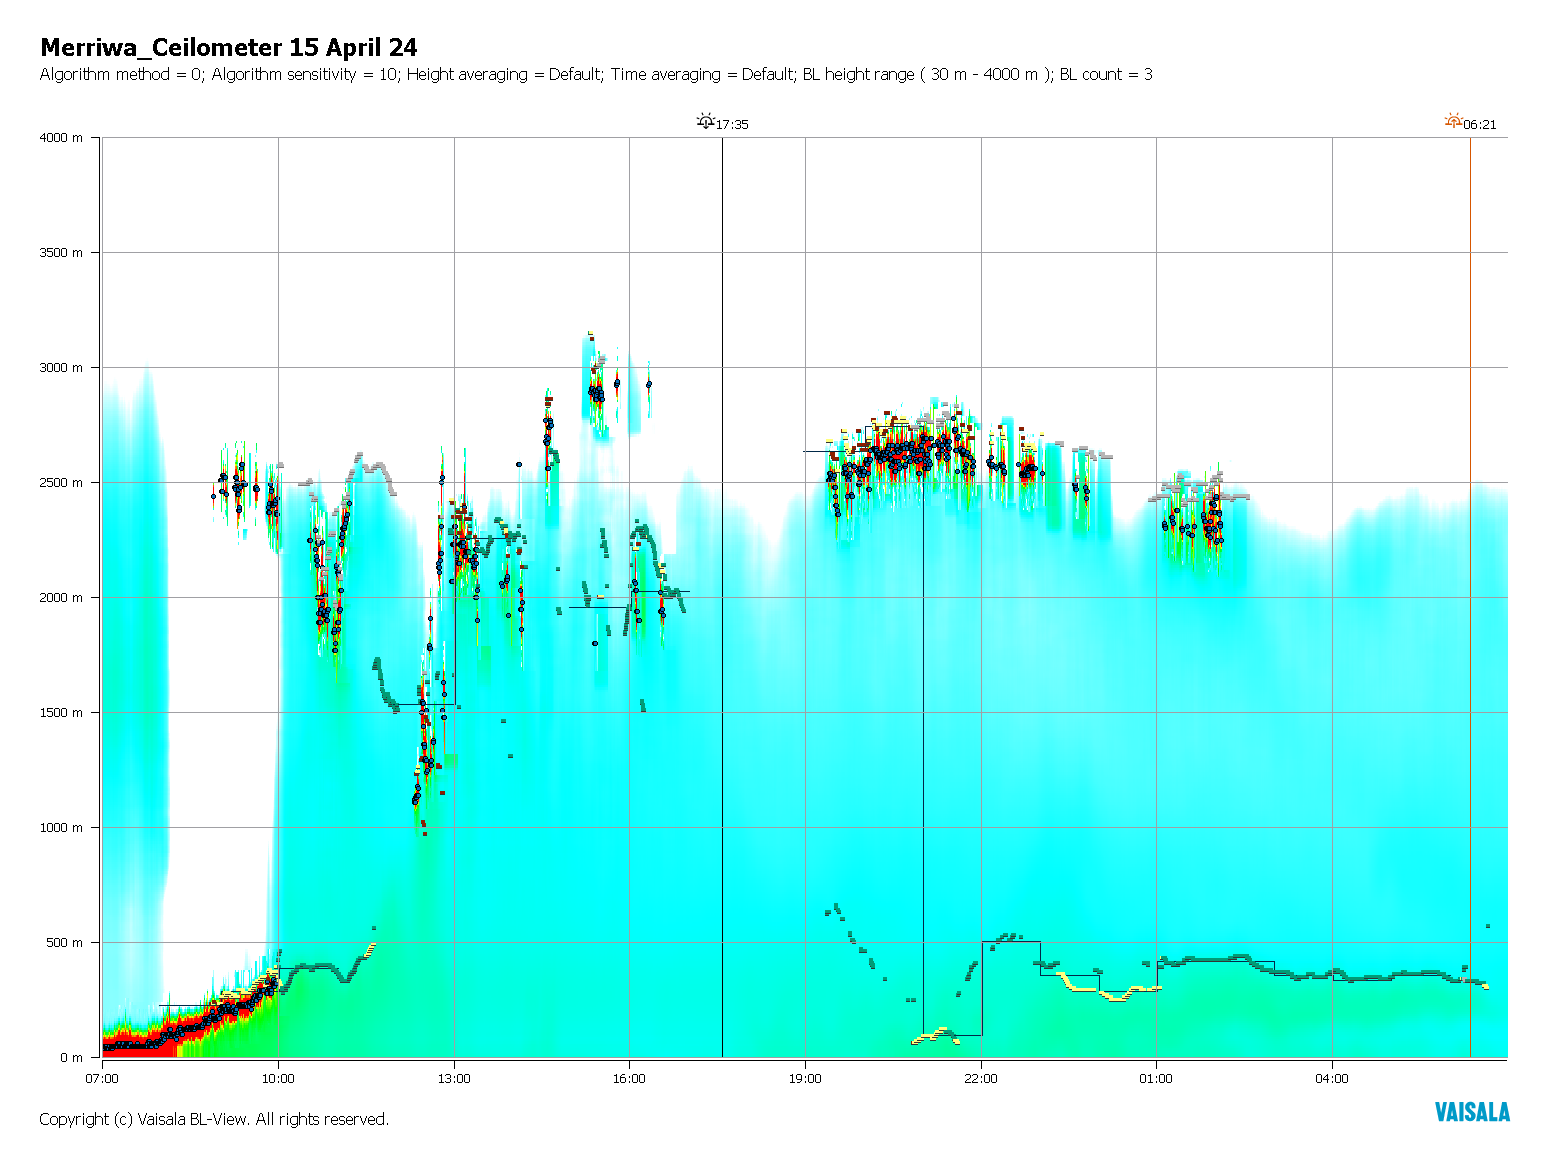 Merriwa_Ceilometer 15 April 24
Algorithm method = 0; Algorithm sensitivity = 10; Height averaging = Default; Time averaging = Default; BL height range ( 30 m - 4000 m ); BL count = 3
17:35
06:21
4000 m
3500 m
3000 m
2500 m
2000 m
1500 m
1000 m
500 m
0 m
07:00 10:00 13:00 16:00 19:00 22:00 01:00 04:00
Copyright (c) Vaisala BL-View. All rights reserved.
VAISALA